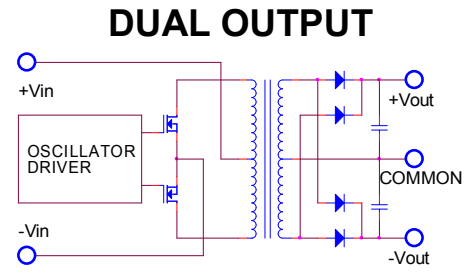 DUAL OUTPUT
+Vin
+Vout
OSCILLATOR
DRIVER
COMMON
-Vin
-Vout